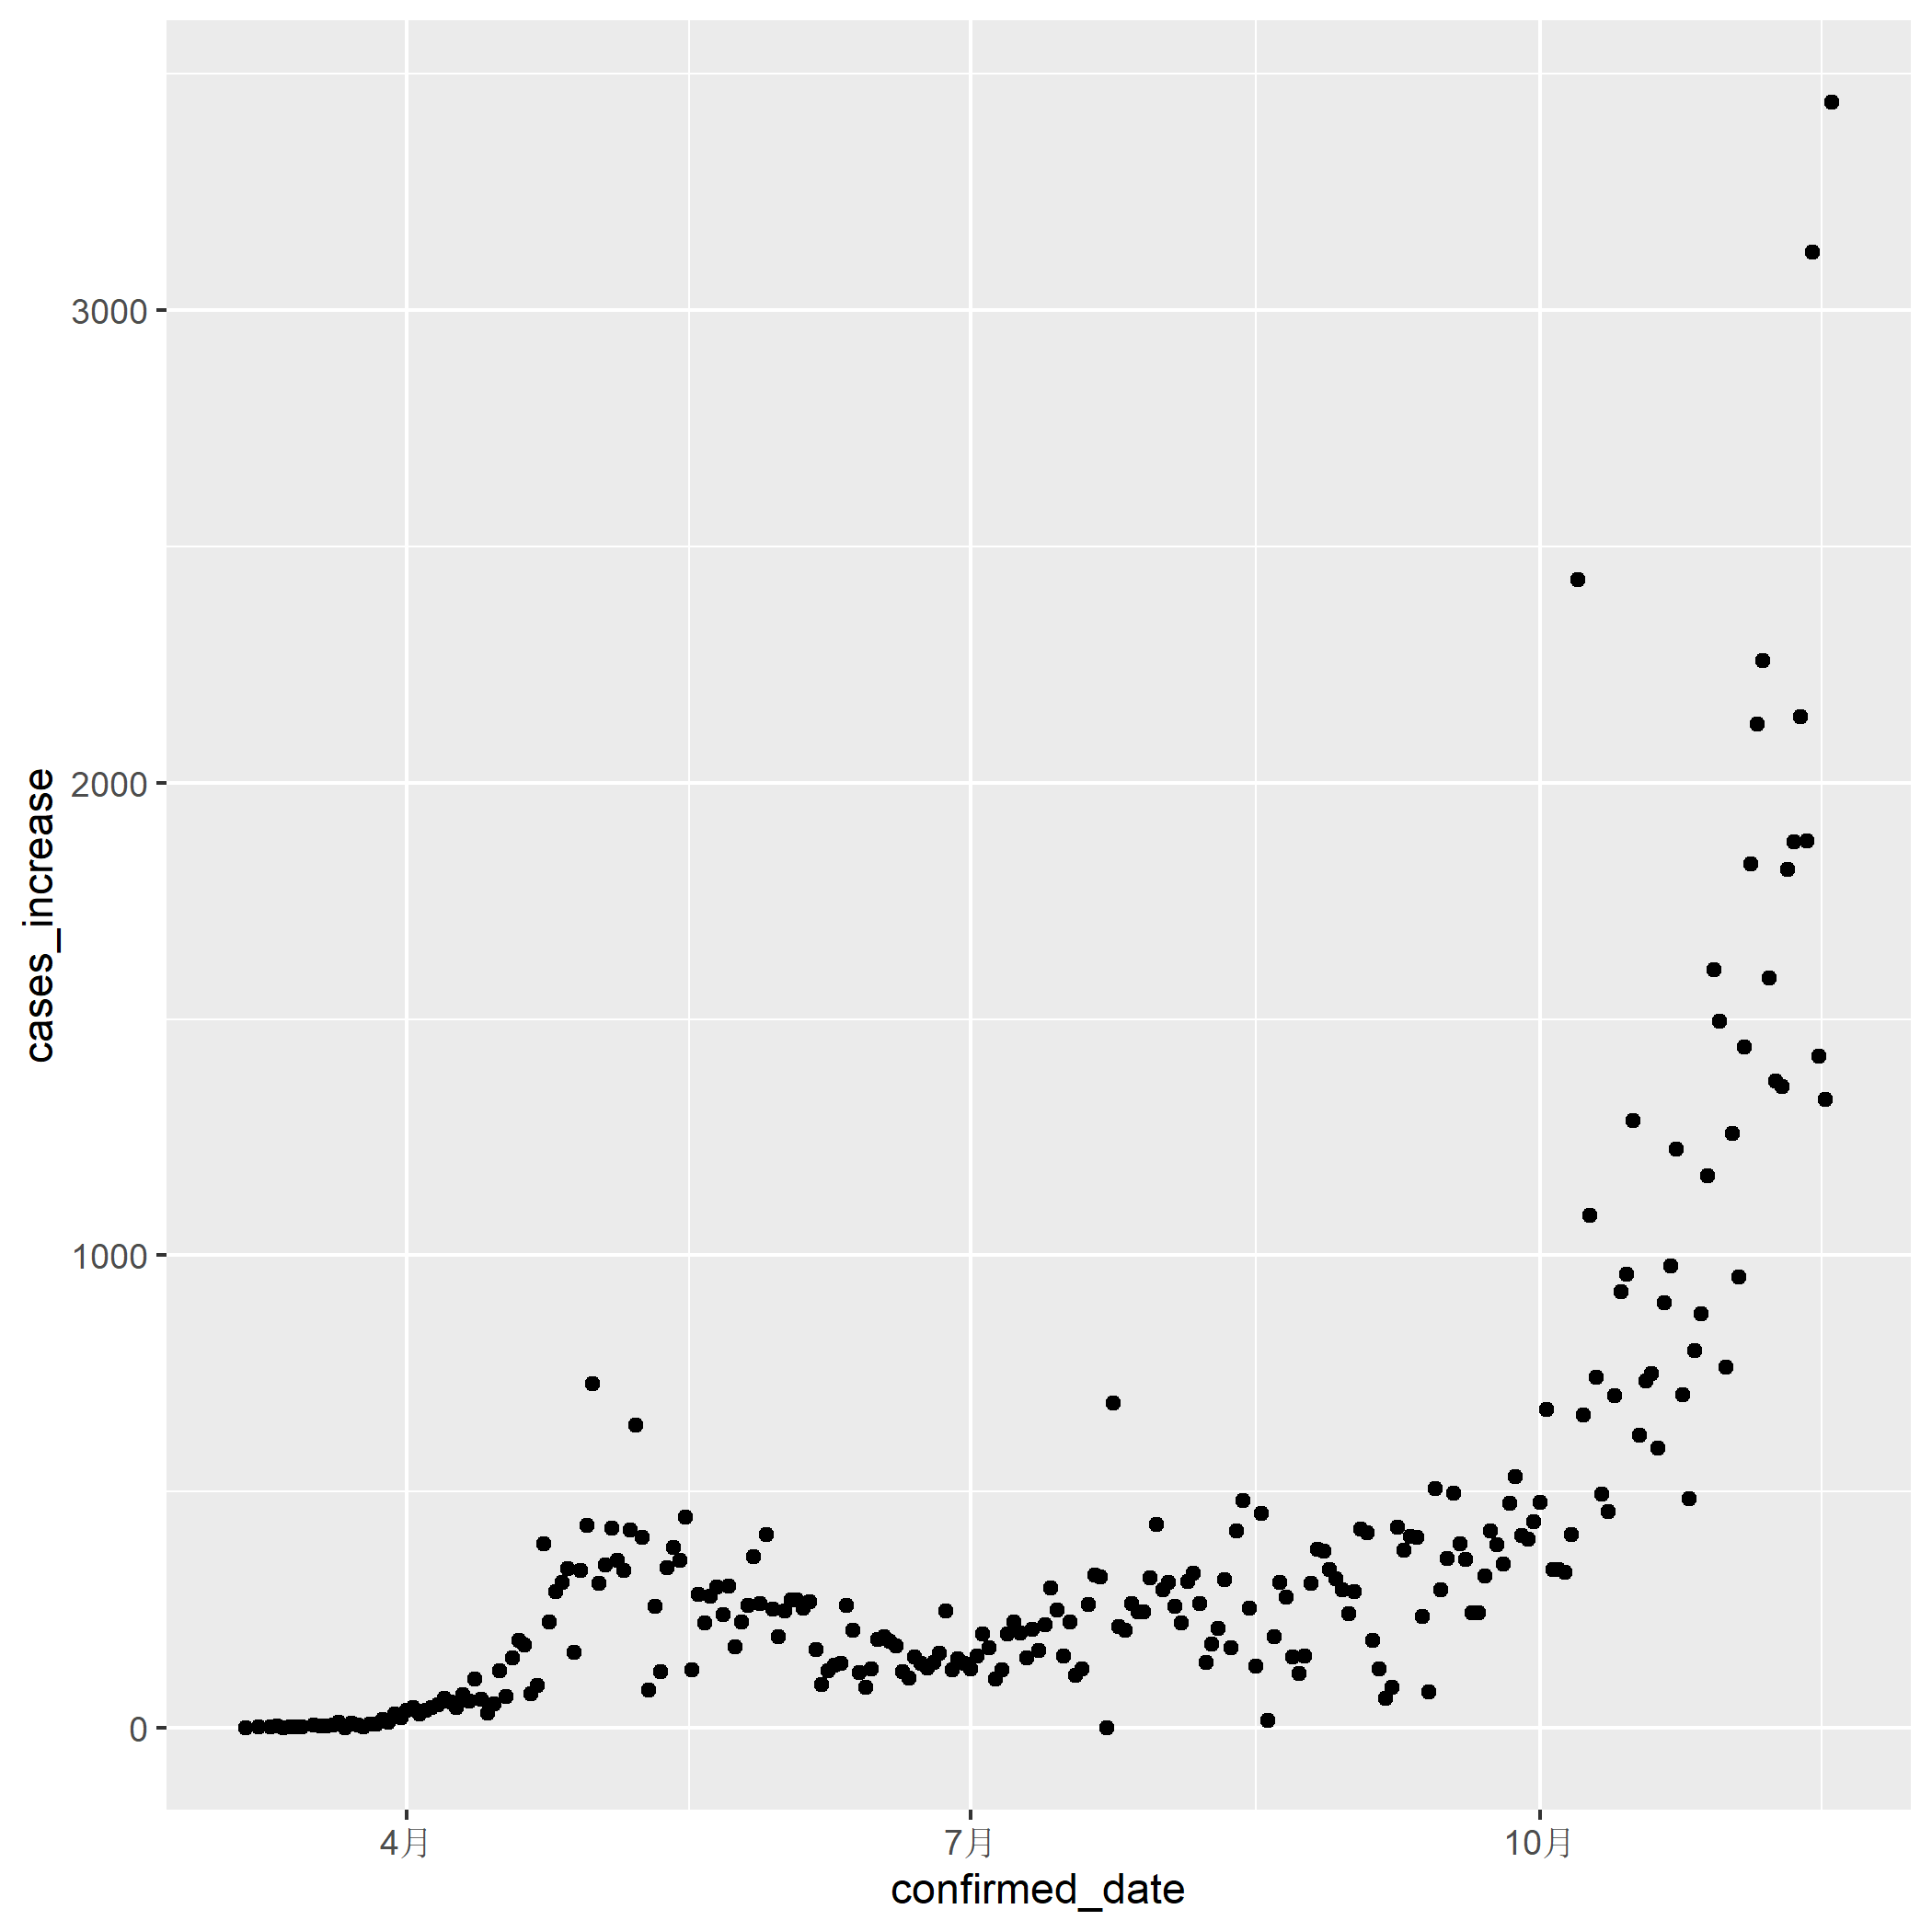 cases_increase
3000
2000
1000
0
4月
7月
10月
confirmed_date